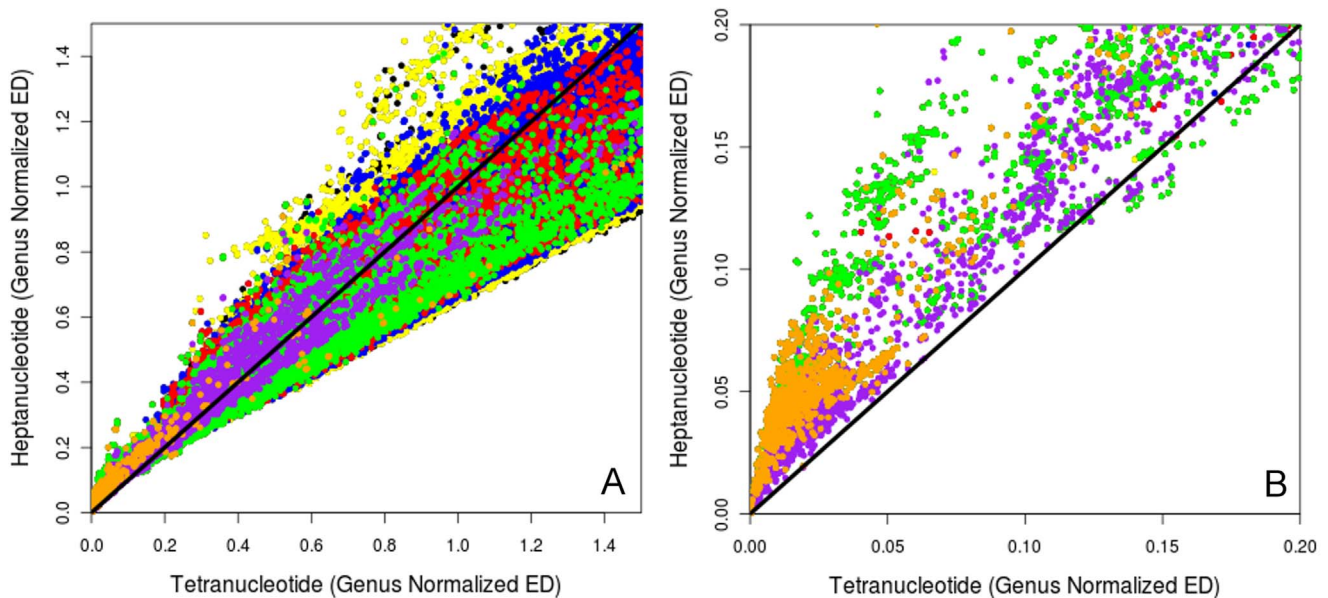 Heptanucleotide (Genus Normalized ED)
1.4
1.2
1.0
0.8
0.6
0.4
0.2
0.0
A
0.0 0.2 0.4 0.6 0.8 1.0 1.2 1.4
Tetranucleotide (Genus Normalized ED)
Heptanucleotide (Genus Normalized ED)
0.20
0.15
0.10
0.05
0.00
B
0.00 0.05 0.10 0.15 0.20
Tetranucleotide (Genus Normalized ED)